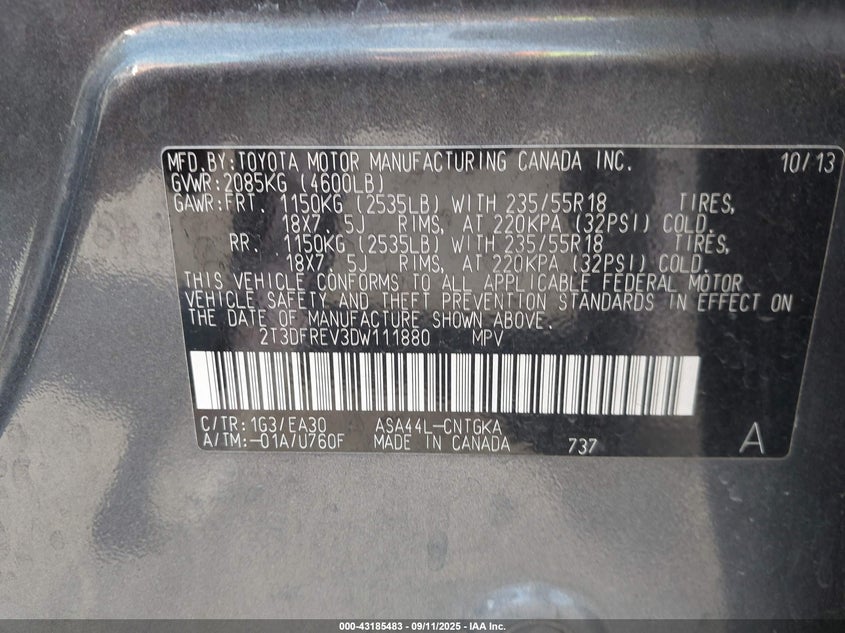 MFD.BY:TOYOTA MOTOR MANUFACTURING CANADA INC. 10/13
GVWR:2085KG (4600LB)
GAWR:FRT. 1150KG (2535LB) WITH 235/55R18 TIRES,
18X7. 5J RIMS, AT 220KPA (32PSI) COLD.
RR. 1150KG (2535LB) WITH 235/55R18 TIRES,
18X7. 5J RIMS, AT 220KPA (32PSI) COLD.
THIS VEHICLE CONFORMS TO ALL APPLICABLE FEDERAL MOTOR
VEHICLE SAFETY AND THEFT PREVENTION STANDARDS IN EFFECT ON
THE DATE OF MANUFACTURE SHOWN ABOVE.
2T3DFREV3DW111880 MPV
C/TR:1G3/EA30 ASA44L-CNTGKA
A/TM:-01A/U760F MADE IN CANADA 737 A
000-43185483 - 09/11/2025 - IAA Inc.